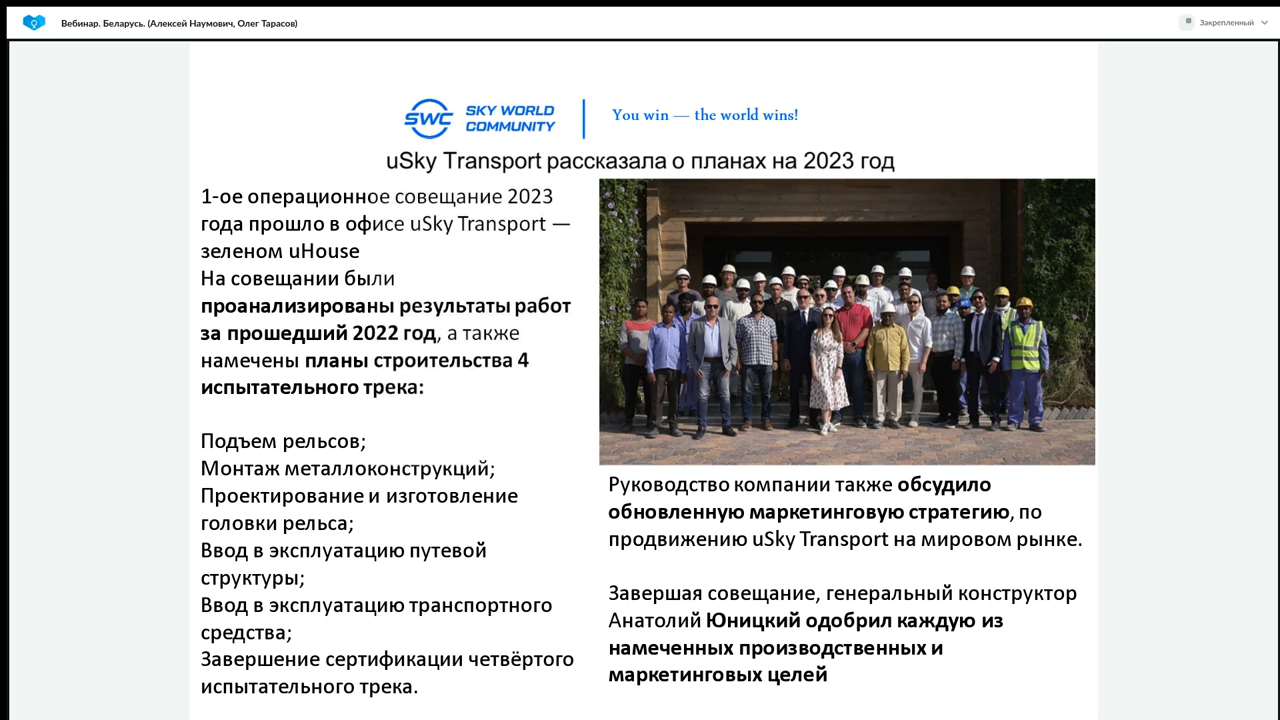 Вебинар. Беларусь. (Алексей Наумович, Олег Тарасов)
Закрепленный
SWC
SKY WORLD
COMMUNITY
You win — the world wins!
uSky Transport рассказала о планах на 2023 год
1-ое операционное совещание 2023
года прошло в офисе uSky Transport —
зеленом uHouse
На совещании были
проанализированы результаты работ
за прошедший 2022 год, а также
намечены планы строительства 4
испытательного трека:
Подъем рельсов;
Монтаж металлоконструкций;
Проектирование и изготовление
головки рельса;
Ввод в эксплуатацию путевой
структуры;
Ввод в эксплуатацию транспортного
средства;
Завершение сертификации четвёртого
испытательного трека.
Руководство компании также обсудило
обновленную маркетинговую стратегию, по
продвижению uSky Transport на мировом рынке.
Завершая совещание, генеральный конструктор
Анатолий Юницкий одобрил каждую из
намеченных производственных и
маркетинговых целей